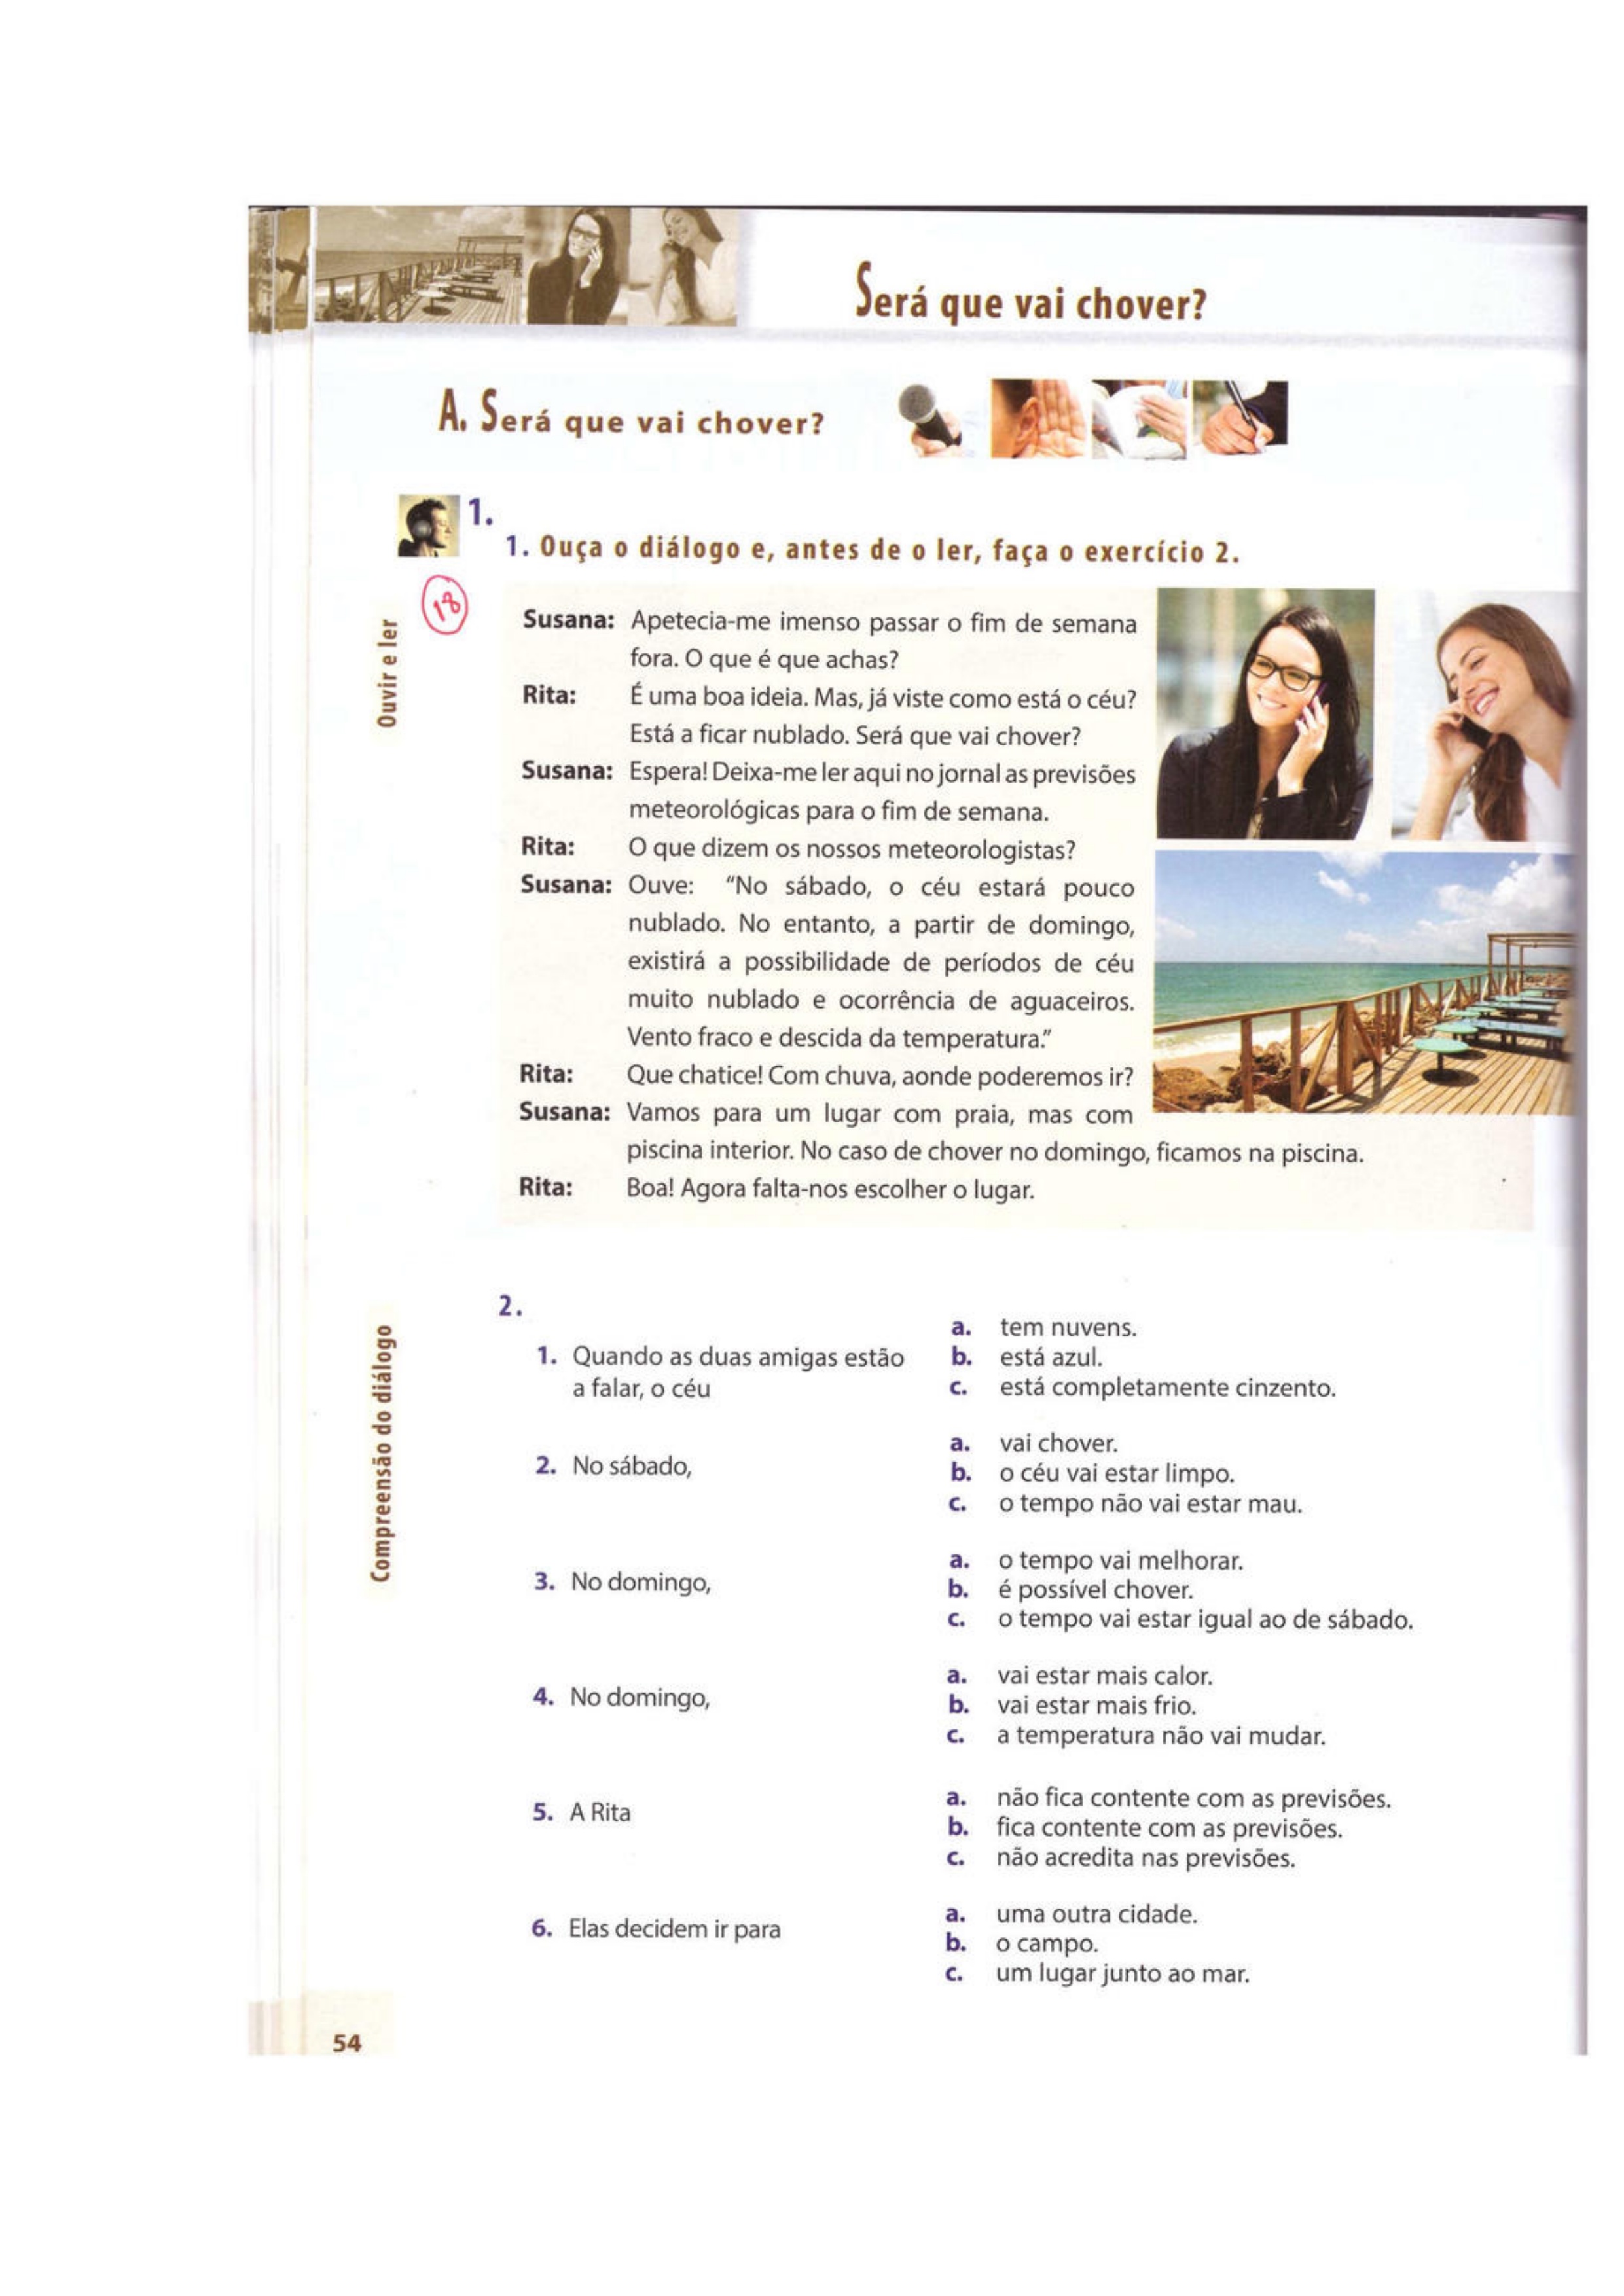 Será que vai chover?
A. Será que vai chover?
1.
1. Ouça o diálogo e, antes de o ler, faça o exercício 2.
18
Ouvir e ler
Susana: Apetecia-me imenso passar o fim de semana
fora. O que é que achas?
Rita: É uma boa ideia. Mas, já viste como está o céu?
Está a ficar nublado. Será que vai chover?
Susana: Espera! Deixa-me ler aqui no jornal as previsões
meteorológicas para o fim de semana.
Rita: O que dizem os nossos meteorologistas?
Susana: Ouve: "No sábado, o céu estará pouco
nublado. No entanto, a partir de domingo,
existirá a possibilidade de períodos de céu
muito nublado e ocorrência de aguaceiros.
Vento fraco e descida da temperatura."
Rita: Que chatice! Com chuva, aonde poderemos ir?
Susana: Vamos para um lugar com praia, mas com
piscina interior. No caso de chover no domingo, ficamos na piscina.
Rita: Boa! Agora falta-nos escolher o lugar.
Compreensão do diálogo
2.
1. Quando as duas amigas estão
a falar, o céu
a. tem nuvens.
b. está azul.
c. está completamente cinzento.
2. No sábado,
a. vai chover.
b. o céu vai estar limpo.
c. o tempo não vai estar mau.
3. No domingo,
a. o tempo vai melhorar.
b. é possível chover.
c. o tempo vai estar igual ao de sábado.
4. No domingo,
a. vai estar mais calor.
b. vai estar mais frio.
c. a temperatura não vai mudar.
5. A Rita
a. não fica contente com as previsões.
b. fica contente com as previsões.
c. não acredita nas previsões.
6. Elas decidem ir para
a. uma outra cidade.
b. o campo.
c. um lugar junto ao mar.
54